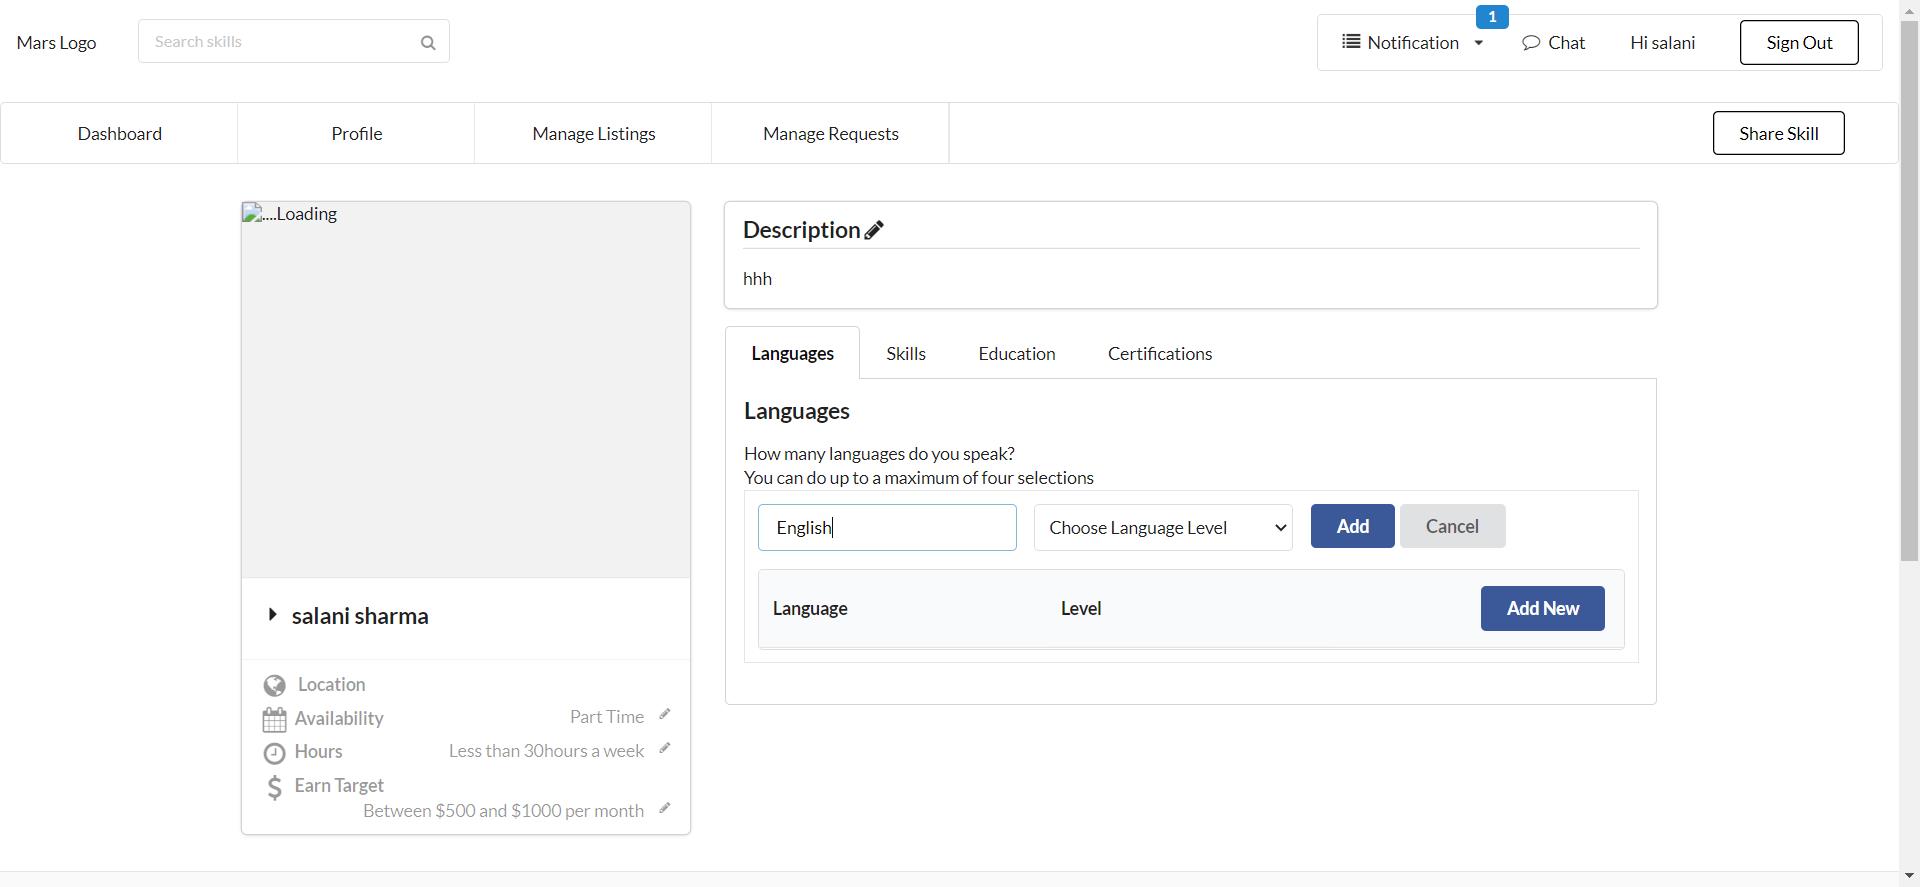 Mars Logo
Search skills
1
Notification
Chat
Hi salani
Sign Out
Dashboard
Profile
Manage Listings
Manage Requests
Share Skill
....Loading
salani sharma
Location
Availability
Part Time
Hours
Less than 30hours a week
Earn Target
Between $500 and $1000 per month
Description
hhh
Languages
Skills
Education
Certifications
Languages
How many languages do you speak?
You can do up to a maximum of four selections
English
Choose Language Level
Add
Cancel
Language
Level
Add New